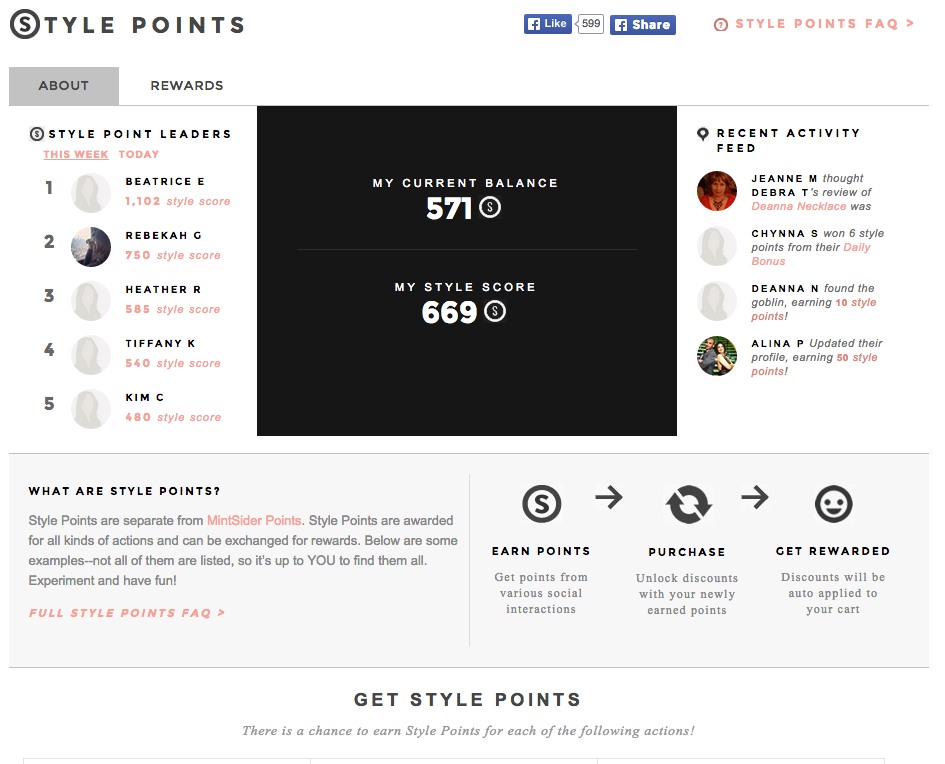 STYLE POINTS
Like 599 Share
? STYLE POINTS FAQ >
ABOUT REWARDS
S STYLE POINT LEADERS
THIS WEEK TODAY
1 BEATRICE E
1,102 style score
2 REBEKAH G
750 style score
3 HEATHER R
585 style score
4 TIFFANY K
540 style score
5 KIM C
480 style score
MY CURRENT BALANCE
571 S
MY STYLE SCORE
669 S
RECENT ACTIVITY
FEED
JEANNE M thought
DEBRA T's review of
Deanna Necklace was
CHYNNA S won 6 style
points from their Daily
Bonus
DEANNA N found the
goblin, earning 10 style
points!
ALINA P Updated their
profile, earning 50 style
points!
WHAT ARE STYLE POINTS?
Style Points are separate from MintSider Points. Style Points are awarded
for all kinds of actions and can be exchanged for rewards. Below are some
examples--not all of them are listed, so it's up to YOU to find them all.
Experiment and have fun!
FULL STYLE POINTS FAQ >
S
EARN POINTS
Get points from
various social
interactions
PURCHASE
Unlock discounts
with your newly
earned points
GET REWARDED
Discounts will be
auto applied to
your cart
GET STYLE POINTS
There is a chance to earn Style Points for each of the following actions!